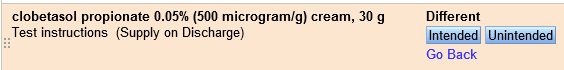 clobetasol propionate 0.05% (500 microgram/g) cream, 30 g
Test instructions (Supply on Discharge)
Different
Intended Unintended
Go Back